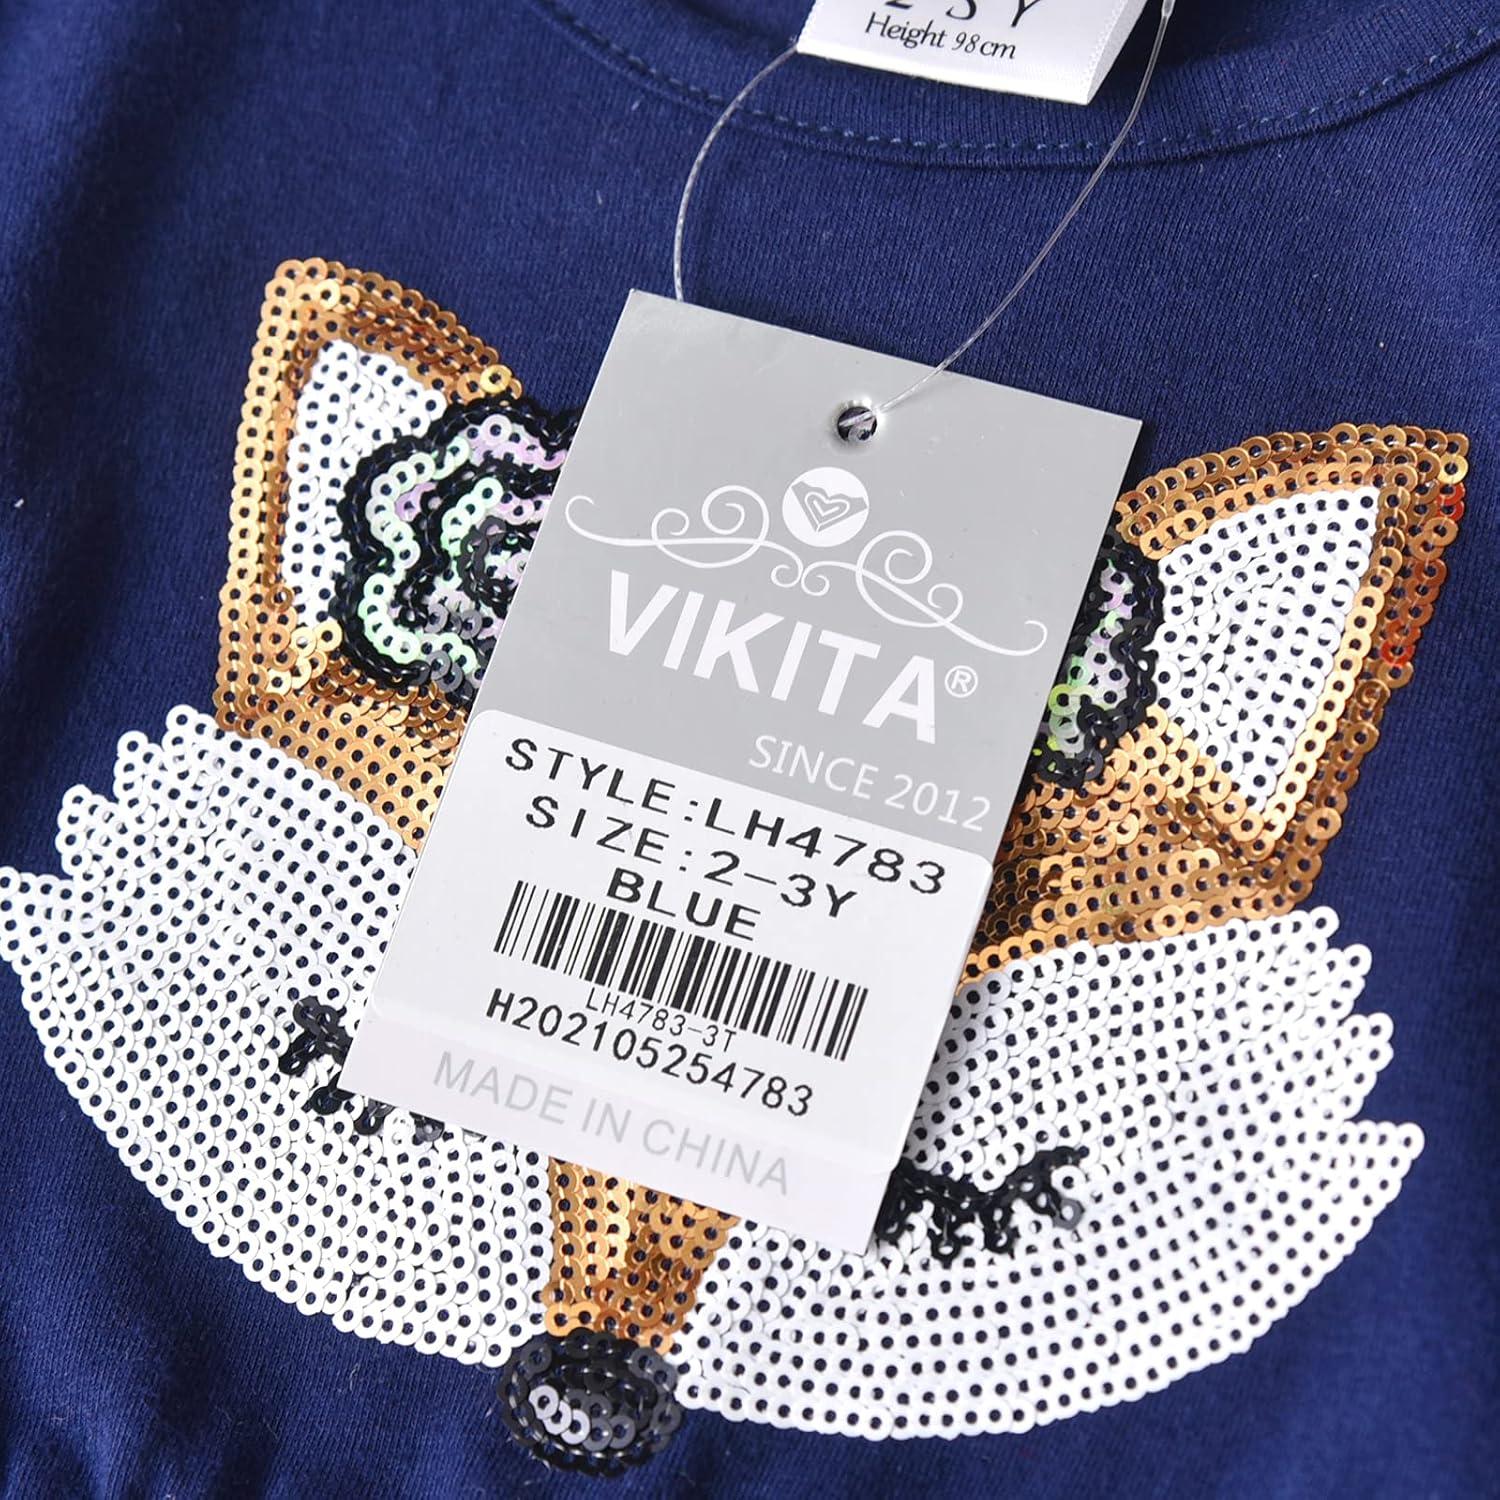 Height 98cm
VIKITA®
SINCE 2012
STYLE:LH4783
SIZE:2-3Y
BLUE
LH4783-3T
H202105254783
MADE IN CHINA